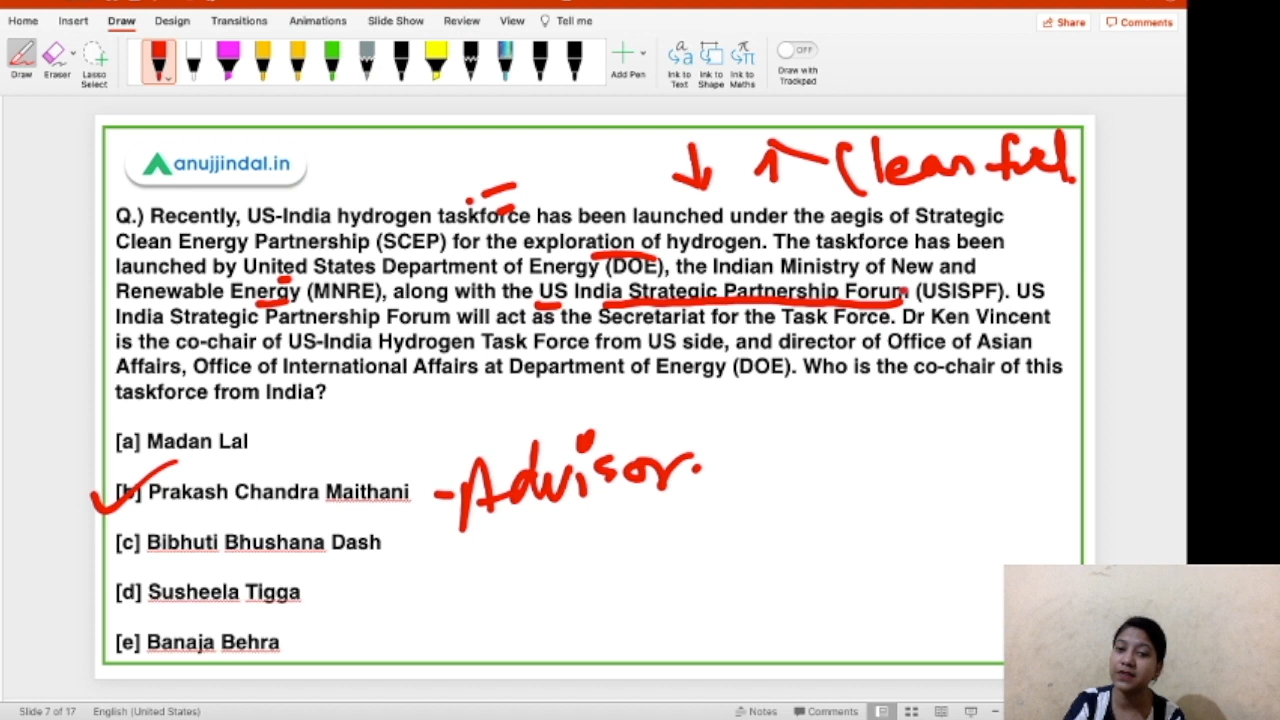 Home Insert Draw Design Transitions Animations Slide Show Review View Tell me Share Comments
OFF
Draw Eraser Lasso Select Add Pen Ink to Text Ink to Shape Ink to Maths Draw with Trackpad
anujjindal.in
Clean fuel.
Q.) Recently, US-India hydrogen taskforce has been launched under the aegis of Strategic
Clean Energy Partnership (SCEP) for the exploration of hydrogen. The taskforce has been
launched by United States Department of Energy (DOE), the Indian Ministry of New and
Renewable Energy (MNRE), along with the US India Strategic Partnership Forum (USISPF). US
India Strategic Partnership Forum will act as the Secretariat for the Task Force. Dr Ken Vincent
is the co-chair of US-India Hydrogen Task Force from US side, and director of Office of Asian
Affairs, Office of International Affairs at Department of Energy (DOE). Who is the co-chair of this
taskforce from India?
[a] Madan Lal
[b] Prakash Chandra Maithani - Advisor.
[c] Bibhuti Bhushana Dash
[d] Susheela Tigga
[e] Banaja Behra
Slide 7 of 17 English (United States) Notes Comments